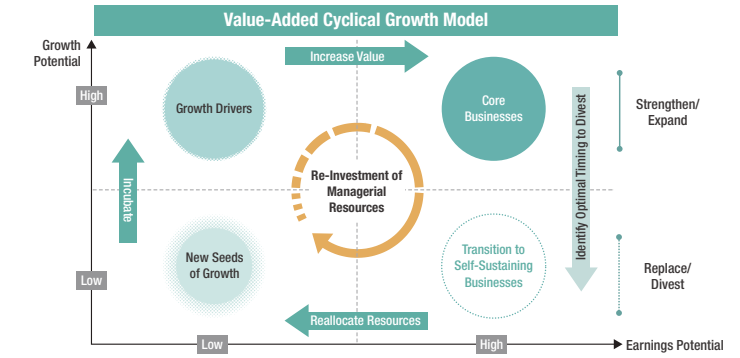 Value-Added Cyclical Growth Model
Growth
Potential
High
Low
Incubate
Growth Drivers
Increase Value
Core
Businesses
Identify Optimal Timing to Divest
Strengthen/
Expand
Re-Investment of
Managerial
Resources
New Seeds
of Growth
Transition to
Self-Sustaining
Businesses
Replace/
Divest
Reallocate Resources
Low
High
Earnings Potential